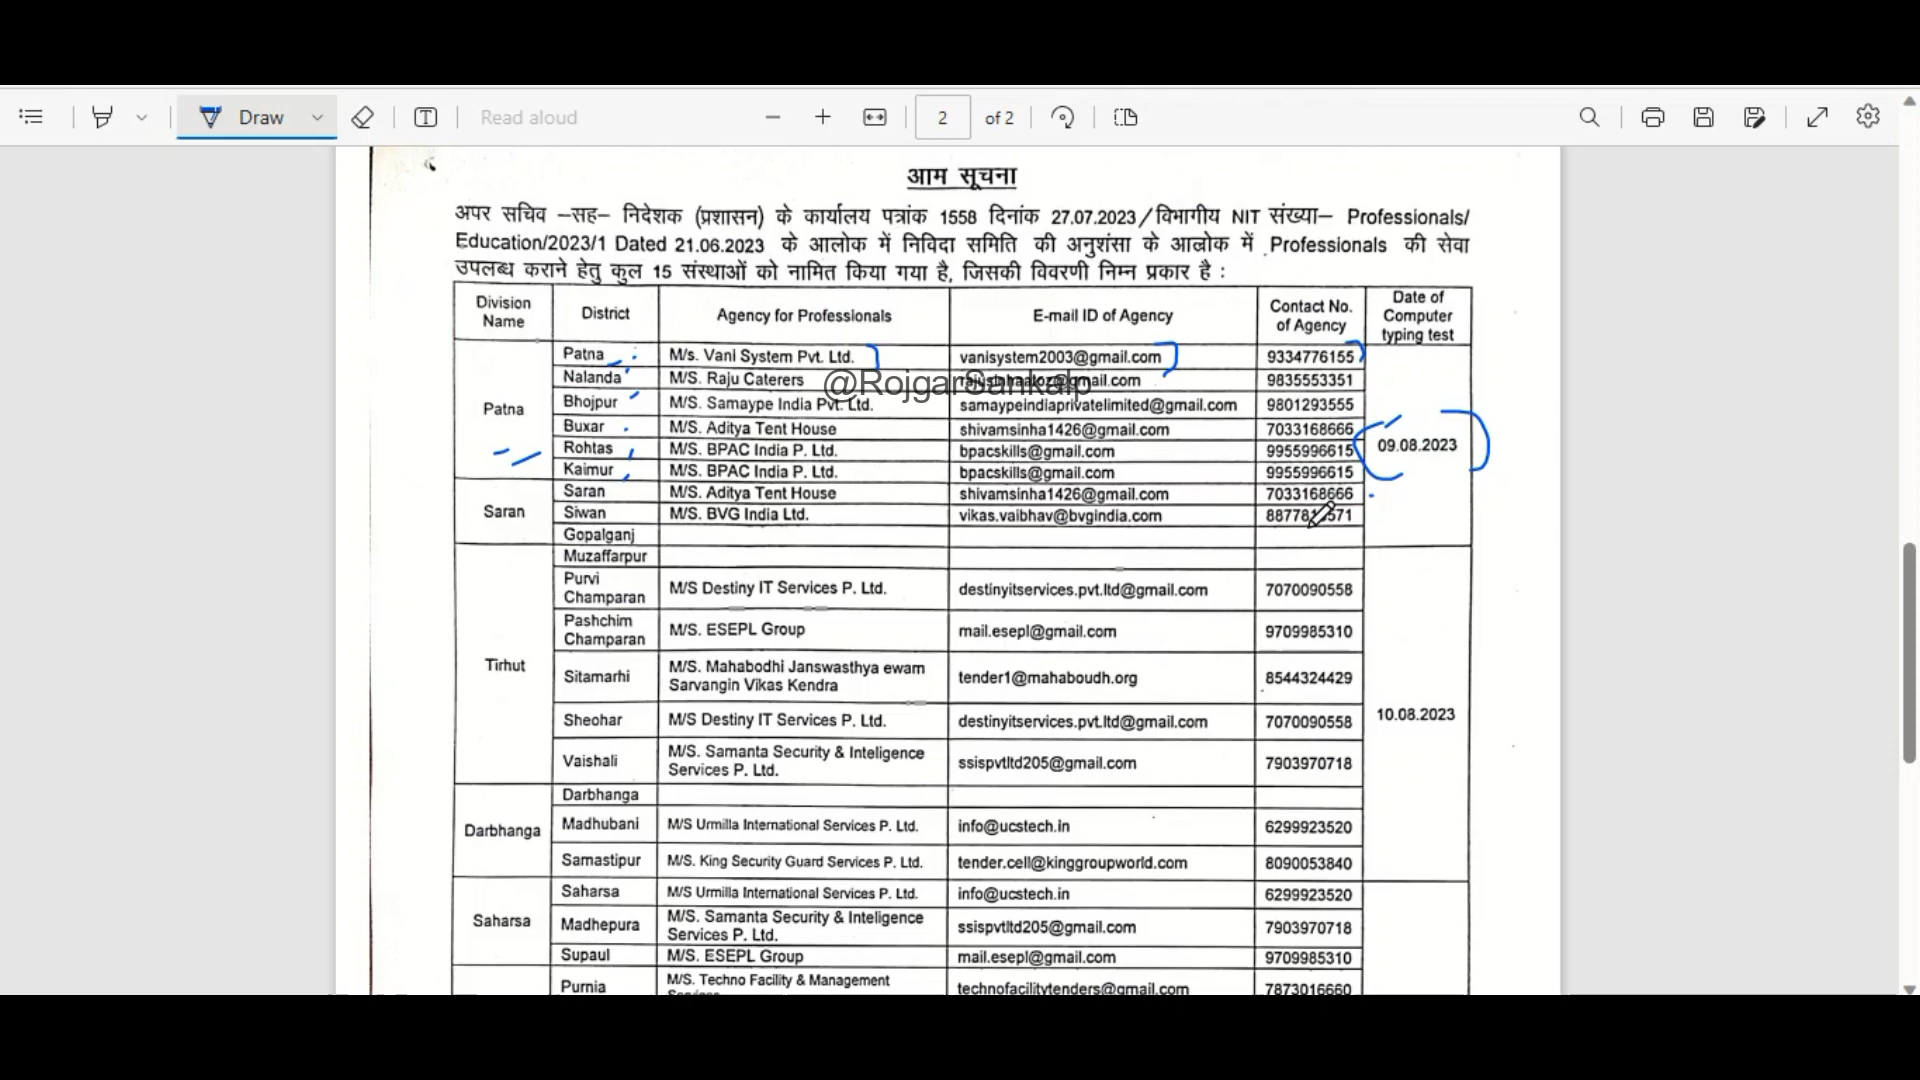 Draw
Read aloud
2 of 2
आम सूचना
अपर सचिव –सह– निदेशक (प्रशासन) के कार्यालय पत्रांक 1558 दिनांक 27.07.2023/विभागीय NIT संख्या– Professionals/
Education/2023/1 Dated 21.06.2023 के आलोक में निविदा समिति की अनुशंसा के आलोक में Professionals की सेवा
उपलब्ध कराने हेतु कुल 15 संस्थाओं को नामित किया गया है, जिसकी विवरणी निम्न प्रकार है :
Division Name District Agency for Professionals E-mail ID of Agency Contact No. of Agency Date of Computer typing test
Patna Patna M/s. Vani System Pvt. Ltd. vanisystem2003@gmail.com 9334776155 09.08.2023
Nalanda M/S. Raju Caterers 9835553351
@RojgarSankalp
Bhojpur M/S. Samaype India Pvt. Ltd. samaypeindiaprivatelimited@gmail.com 9801293555
Buxar M/S. Aditya Tent House shivamsinha1426@gmail.com 7033168666
Rohtas M/S. BPAC India P. Ltd. bpacskills@gmail.com 9955996615
Kaimur M/S. BPAC India P. Ltd. bpacskills@gmail.com 9955996615
Saran Saran M/S. Aditya Tent House shivamsinha1426@gmail.com 7033168666
Siwan M/S. BVG India Ltd. vikas.vaibhav@bvgindia.com
Gopalganj
Tirhut Muzaffarpur 10.08.2023
Purvi Champaran M/S Destiny IT Services P. Ltd. destinyitservices.pvt.ltd@gmail.com 7070090558
Pashchim Champaran M/S. ESEPL Group mail.esepl@gmail.com 9709985310
Sitamarhi M/S. Mahabodhi Janswasthya ewam Sarvangin Vikas Kendra tender1@mahaboudh.org 8544324429
Sheohar M/S Destiny IT Services P. Ltd. destinyitservices.pvt.ltd@gmail.com 7070090558
Vaishali M/S. Samanta Security & Inteligence Services P. Ltd. ssispvtltd205@gmail.com 7903970718
Darbhanga Darbhanga
Madhubani M/S Urmilla International Services P. Ltd. info@ucstech.in 6299923520
Samastipur M/S. King Security Guard Services P. Ltd. tender.cell@kinggroupworld.com 8090053840
Saharsa Saharsa M/S Urmilla International Services P. Ltd. info@ucstech.in 6299923520
Madhepura M/S. Samanta Security & Inteligence Services P. Ltd. ssispvtltd205@gmail.com 7903970718
Supaul M/S. ESEPL Group mail.esepl@gmail.com 9709985310
Purnia M/S. Techno Facility & Management technofacilitytenders@gmail.com 7873016660